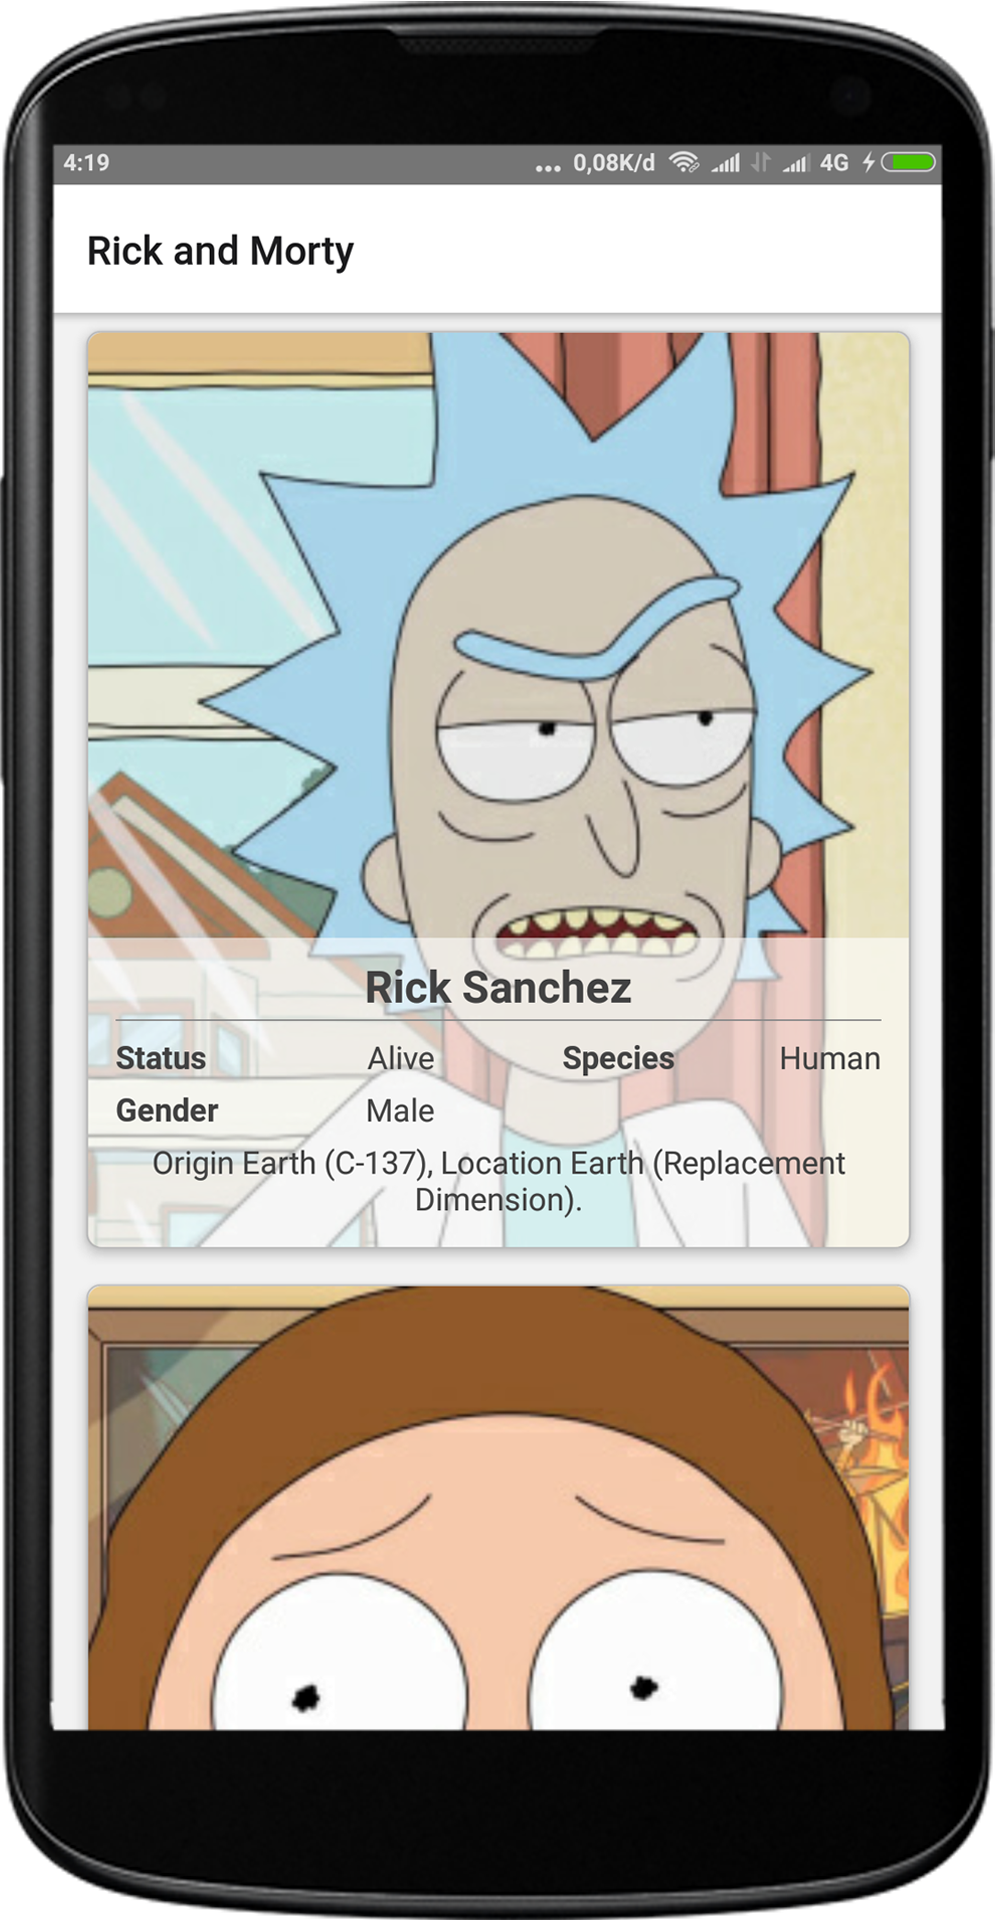 4:19 ... 0,08K/d 4G
Rick and Morty
Rick Sanchez
Status Alive Species Human
Gender Male
Origin Earth (C-137), Location Earth (Replacement
Dimension).